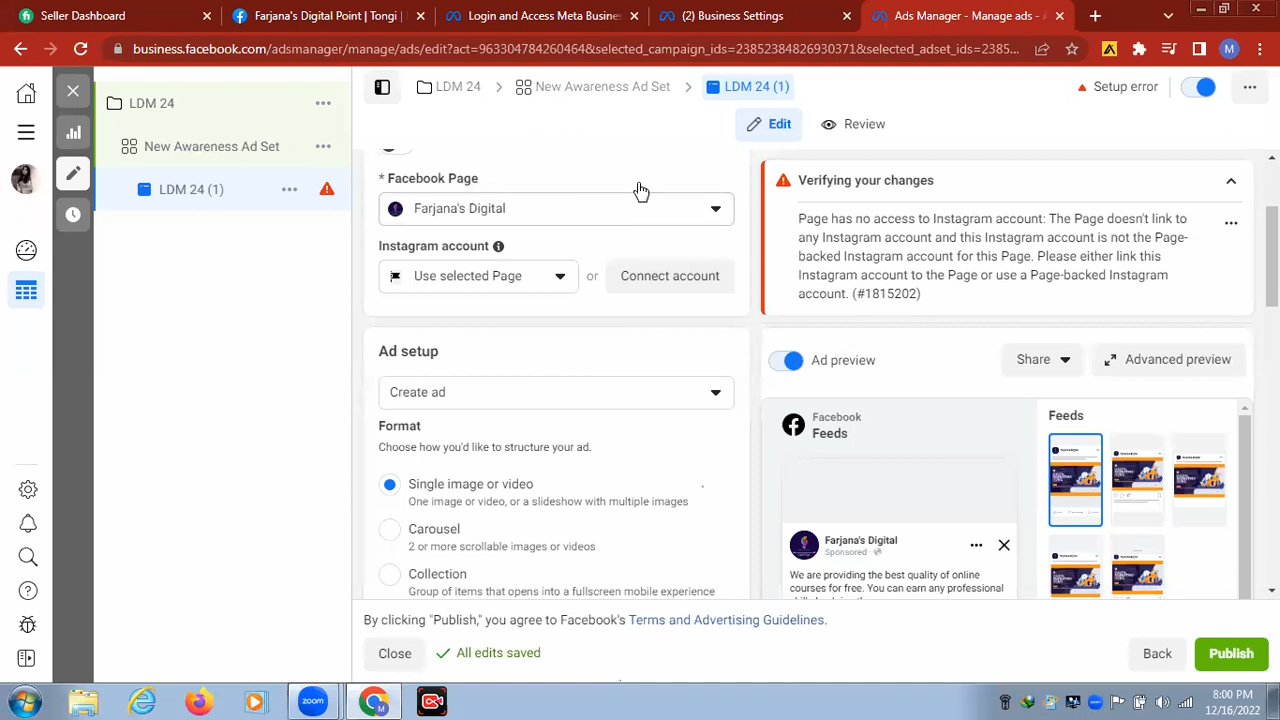 Seller Dashboard
Farjana's Digital Point | Tongi
Login and Access Meta Busine
(2) Business Settings
Ads Manager - Manage ads - A
business.facebook.com/adsmanager/manage/ads/edit?act=963304784260464&selected_campaign_ids=23852384826930371&selected_adset_ids=2385...
M
LDM 24
New Awareness Ad Set
LDM 24 (1)
LDM 24 > New Awareness Ad Set > LDM 24 (1)
Setup error
Edit
Review
* Facebook Page
Farjana's Digital
Instagram account
Use selected Page
or
Connect account
Ad setup
Create ad
Format
Choose how you'd like to structure your ad.
Single image or video
One image or video, or a slideshow with multiple images
Carousel
2 or more scrollable images or videos
Collection
Group of items that opens into a fullscreen mobile experience
Verifying your changes
Page has no access to Instagram account: The Page doesn't link to
any Instagram account and this Instagram account is not the Page-
backed Instagram account for this Page. Please either link this
Instagram account to the Page or use a Page-backed Instagram
account. (#1815202)
Ad preview
Share
Advanced preview
Facebook
Feeds
Farjana's Digital
Sponsored
We are providing the best quality of online
courses for free. You can earn any professional
Feeds
By clicking "Publish," you agree to Facebook's Terms and Advertising Guidelines.
Close
All edits saved
Back
Publish
zoom
M
8:00 PM
12/16/2022